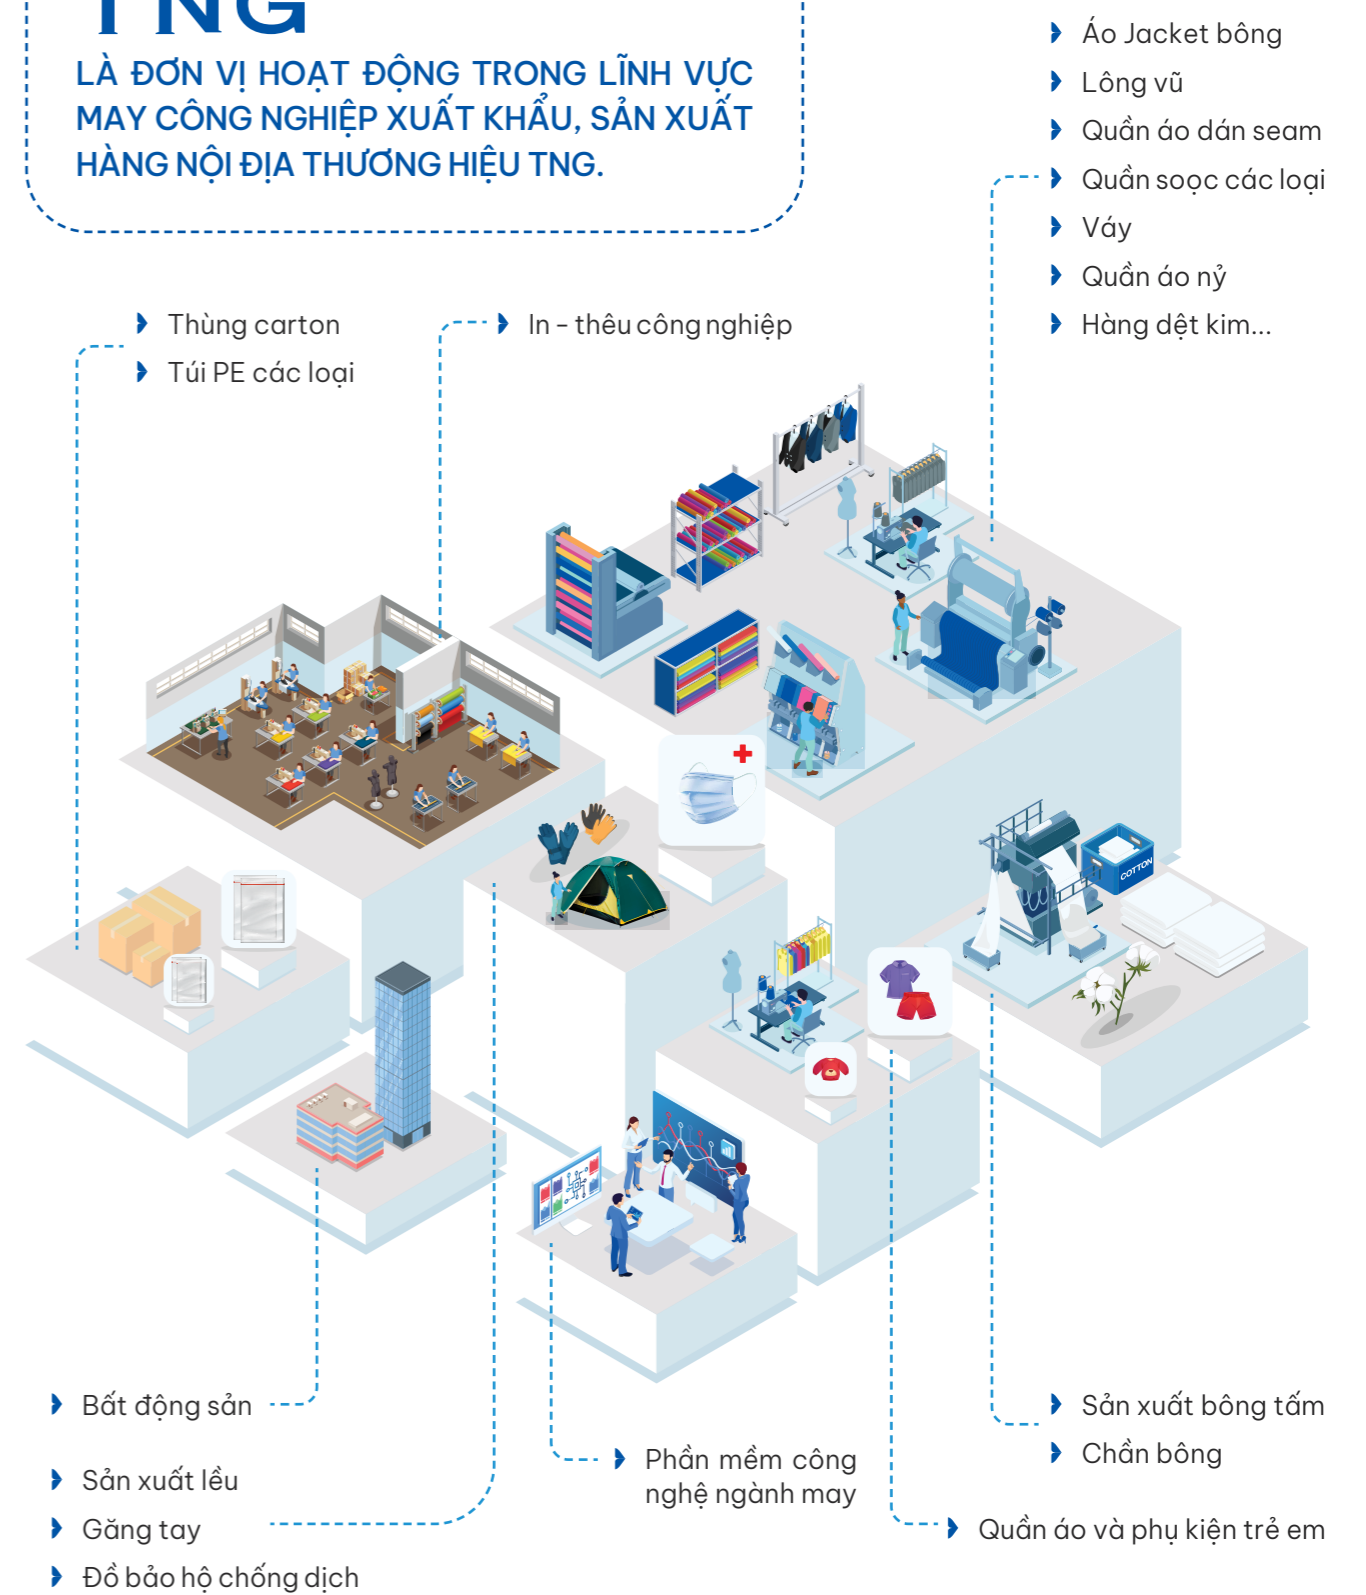 TNG
LÀ ĐƠN VỊ HOẠT ĐỘNG TRONG LĨNH VỰC
MAY CÔNG NGHIỆP XUẤT KHẨU, SẢN XUẤT
HÀNG NỘI ĐỊA THƯƠNG HIỆU TNG.
Áo Jacket bông
Lông vũ
Quần áo dán seam
Quần soọc các loại
Váy
Quần áo nỷ
Hàng dệt kim...
Thùng carton
Túi PE các loại
In - thêu công nghiệp
COTTON
Bất động sản
Sản xuất lều
Găng tay
Đồ bảo hộ chống dịch
Phần mềm công
nghệ ngành may
Sản xuất bông tấm
Chần bông
Quần áo và phụ kiện trẻ em